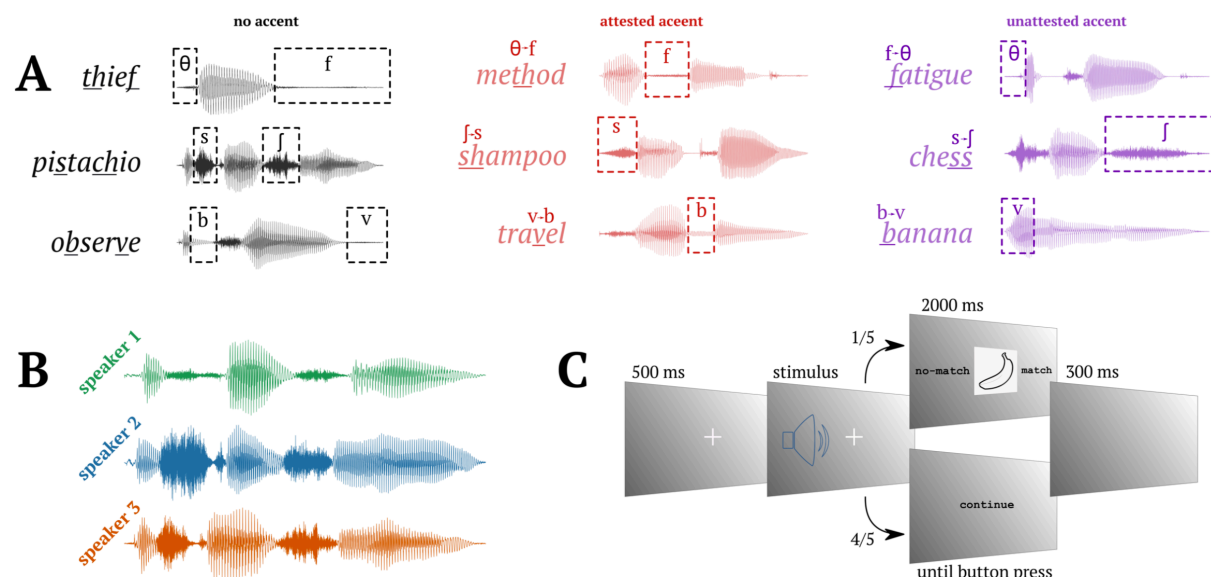 no accent
attested accent
unattested accent
A
thief
θ
f
θ-f
method
f
f-θ
fatigue
θ
pistachio
s
ʃ
ʃ-s
shampoo
s
s-ʃ
chess
ʃ
observe
b
v
v-b
travel
b
b-v
banana
v
B
speaker 1
speaker 2
speaker 3
C
500 ms
stimulus
1/5
2000 ms
no-match
match
300 ms
4/5
continue
until button press